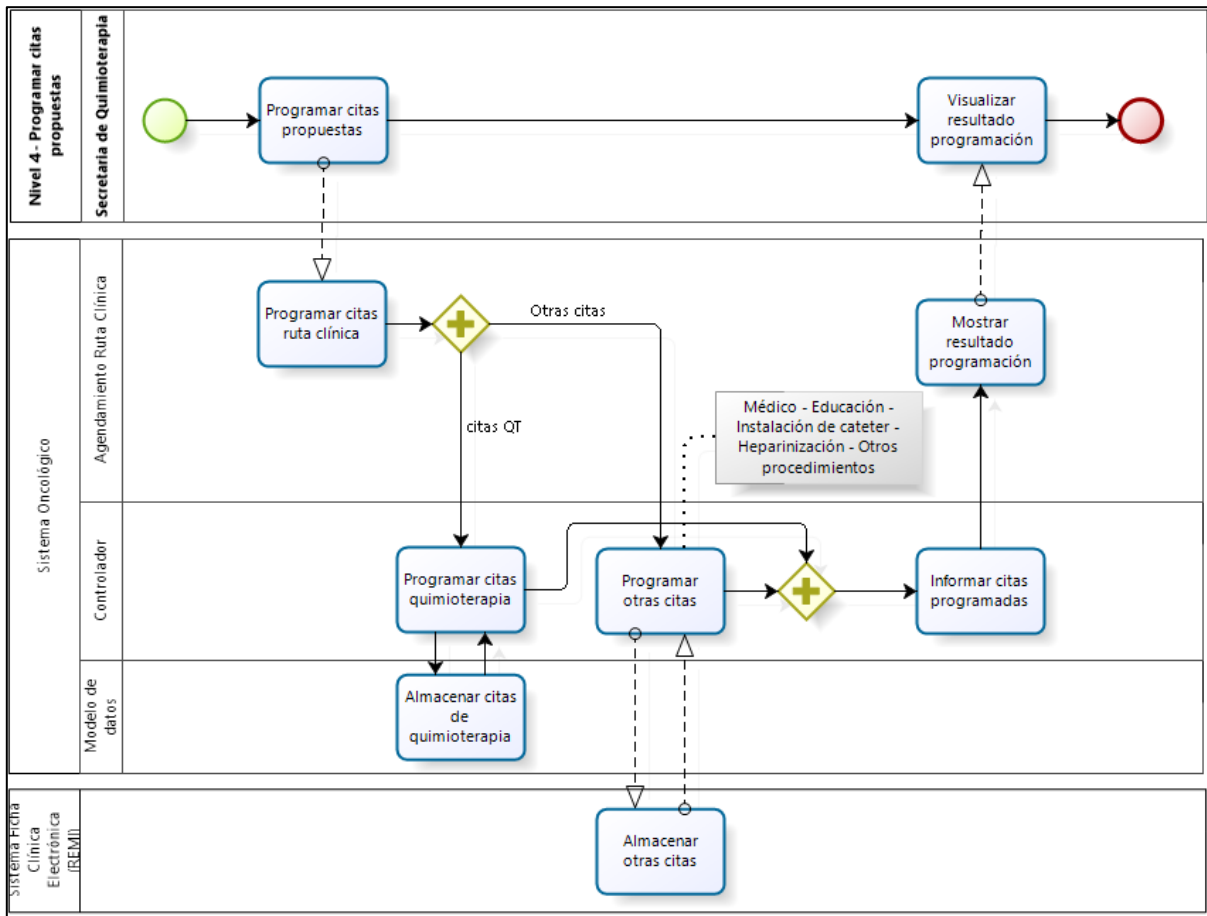 Nivel 4 - Programar citas
propuestas
Secretaria de Quimioterapia
Programar citas
propuestas
Visualizar
resultado
programación
Sistema Oncológico
Agendamiento Ruta Clínica
Programar citas
ruta clínica
Otras citas
citas QT
Mostrar
resultado
programación
Médico - Educación -
Instalación de cateter -
Heparinización - Otros
procedimientos
Controlador
Programar citas
quimioterapia
Programar
otras citas
Informar citas
programadas
Modelo de
datos
Almacenar citas
de
quimioterapia
Sistema Ficha
Clínica
Electrónica
(REMI)
Almacenar
otras citas